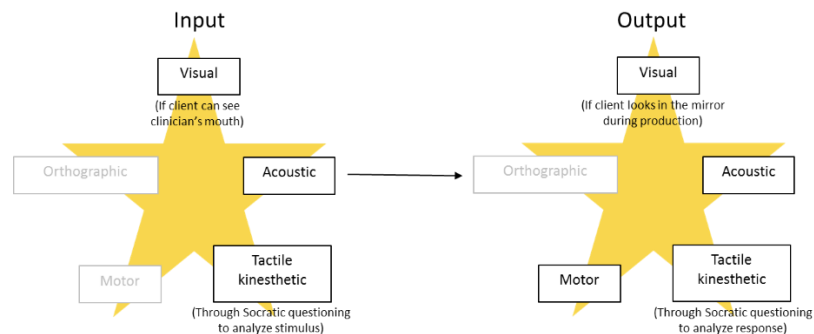 Input
Visual
(If client can see
clinician's mouth)
Orthographic
Acoustic
Motor
Tactile
kinesthetic
(Through Socratic questioning
to analyze stimulus)
Output
Visual
(If client looks in the mirror
during production)
Orthographic
Acoustic
Motor
Tactile
kinesthetic
(Through Socratic questioning
to analyze response)